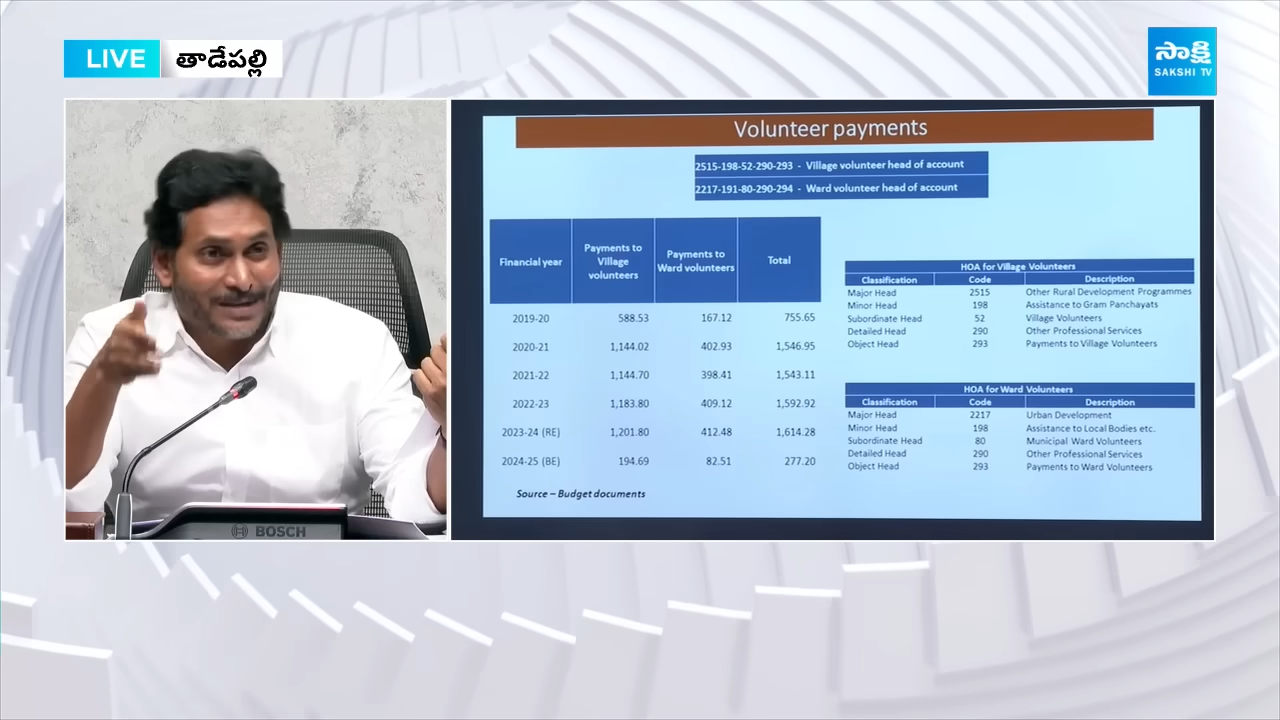 LIVE
తాడేపల్లి
సాక్షి
SAKSHI TV
Volunteer payments
2515-198-52-290-293 - Village volunteer head of account
2217-191-80-290-294 - Ward volunteer head of account
Financial year Payments to Village volunteers Payments to Ward volunteers Total
2019-20 588.53 167.12 755.65
2020-21 1,144.02 402.93 1,546.95
2021-22 1,144.70 398.41 1,543.11
2022-23 1,183.80 409.12 1,592.92
2023-24 (RE) 1,201.80 412.48 1,614.28
2024-25 (BE) 194.69 82.51 277.20
Source – Budget documents
HOA for Village Volunteers
Classification Code Description
Major Head 2515 Other Rural Development Programmes
Minor Head 198 Assistance to Gram Panchayats
Subordinate Head 52 Village Volunteers
Detailed Head 290 Other Professional Services
Object Head 293 Payments to Village Volunteers
HOA for Ward Volunteers
Classification Code Description
Major Head 2217 Urban Development
Minor Head 198 Assistance to Local Bodies etc.
Subordinate Head 80 Municipal Ward Volunteers
Detailed Head 290 Other Professional Services
Object Head 293 Payments to Ward Volunteers
BOSCH